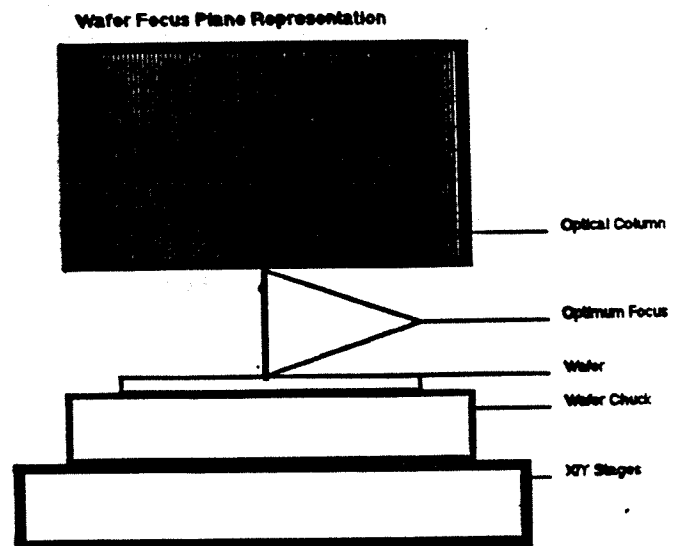 Wafer Focus Plane Representation
Optical Column
Optimum Focus
Wafer
Wafer Chuck
X/Y Stages